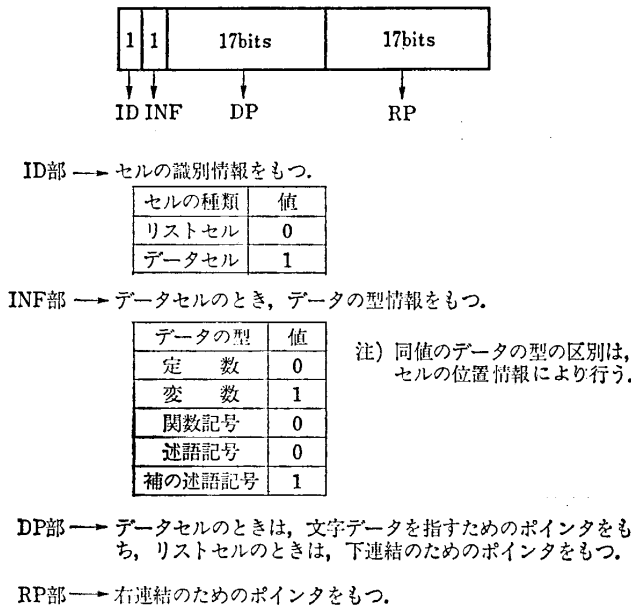 1 1 17bits 17bits
ID INF DP RP
ID部 → セルの識別情報をもつ.
セルの種類 値
リストセル 0
データセル 1
INF部 → データセルのとき, データの型情報をもつ.
データの型 値
定数 0
変数 1
関数記号 0
述語記号 0
補の述語記号 1
注) 同値のデータの型の区別は,
セルの位置情報により行う.
DP部 → データセルのときは, 文字データを指すためのポインタをも
ち, リストセルのときは, 下連結のためのポインタをもつ.
RP部 → 右連結のためのポインタをもつ.